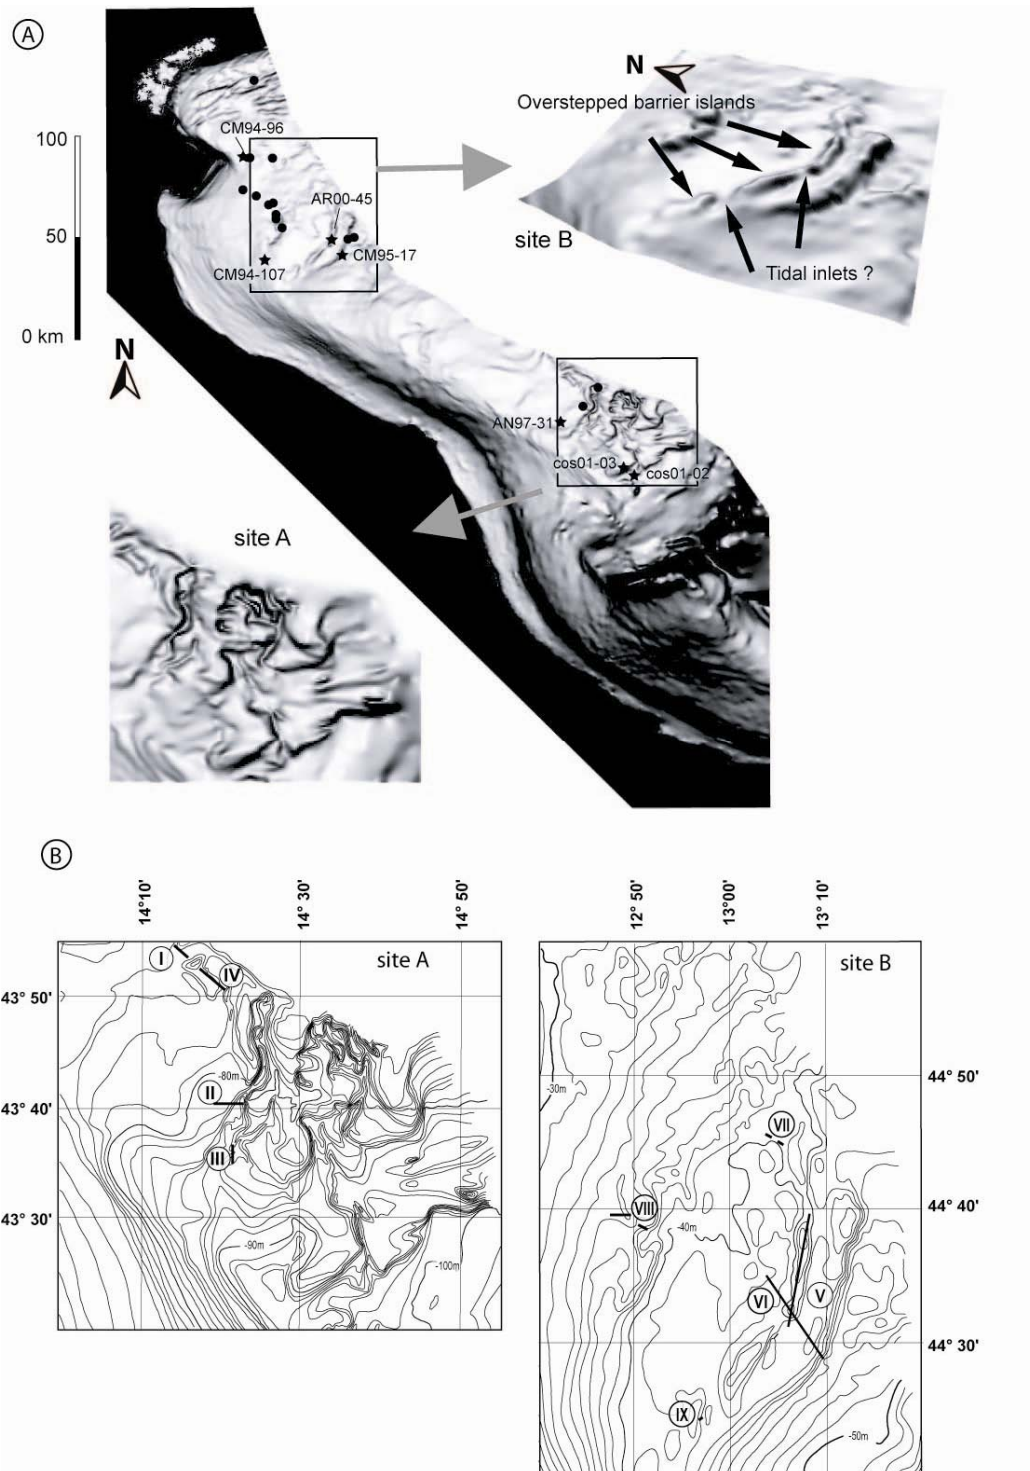 A
N
Overstepped barrier islands
100
CM94-96
AR00-45
50
site B
CM95-17
Tidal inlets ?
CM94-107
0 km
N
AN97-31
cos01-03
cos01-02
site A
B
14° 10'
14° 30'
14° 50'
12° 50'
13° 00'
13° 10'
site A
site B
I
IV
43° 50'
-80m
-30m
44° 50'
II
43° 40'
VII
III
VIII
44° 40'
-40m
43° 30'
-90m
-100m
VI
V
44° 30'
IX
-50m